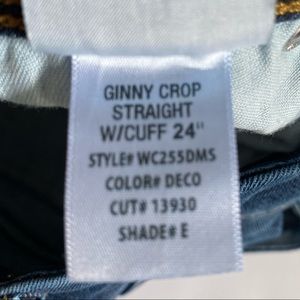 GINNY CROP
STRAIGHT
W/CUFF 24"
STYLE# WC255DMS
COLOR# DECO
CUT# 13930
SHADE# E